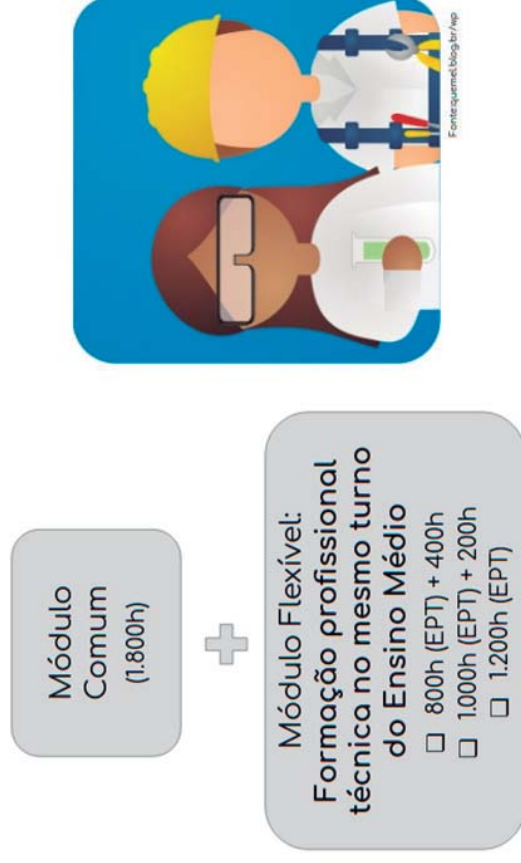 Módulo
Comum
(1.800h)
Módulo Flexível:
Formação profissional
técnica no mesmo turno
do Ensino Médio
❑ 800h (EPT) + 400h
❑ 1.000h (EPT) + 200h
❑ 1.200h (EPT)
Fonte:quemel.blog.br/wp